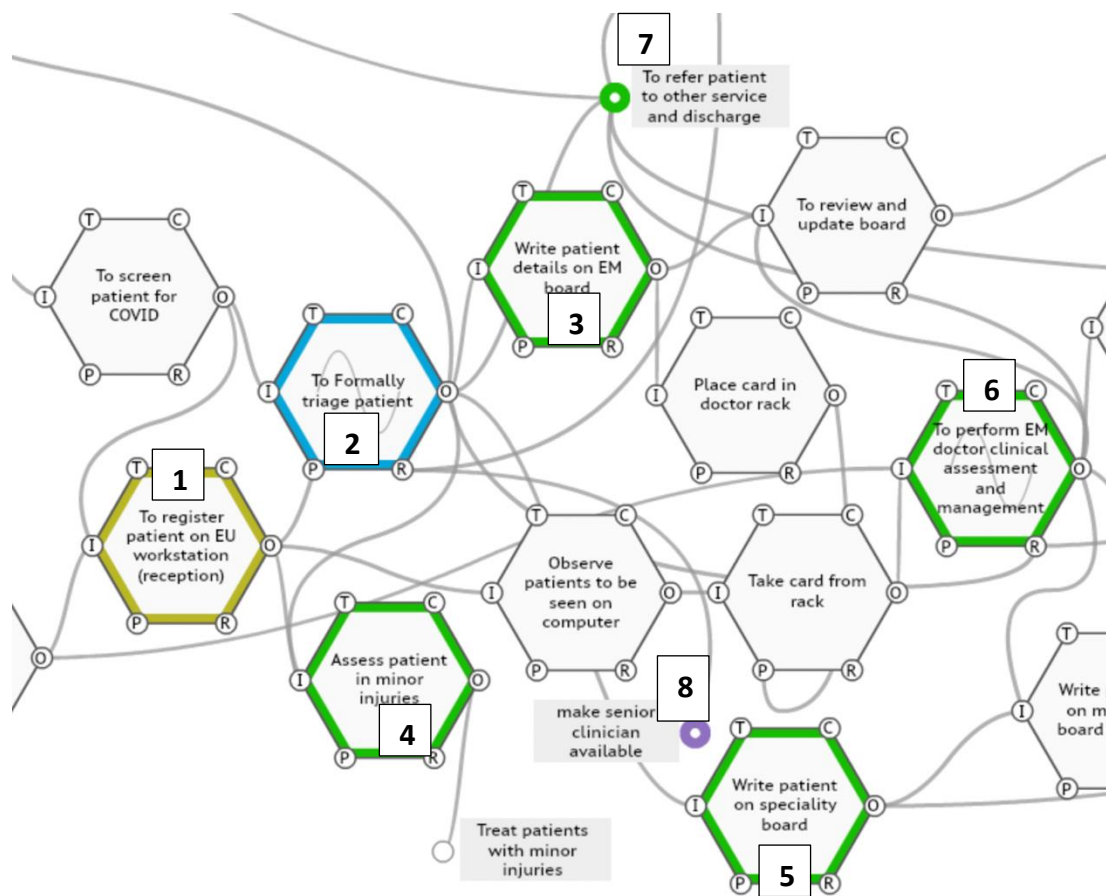 7
To refer patient
to other service
and discharge
T
C
To review and
update board
I
O
P
R
T
C
To screen
patient for
COVID
I
O
P
R
T
C
Write patient
details on EM
board
I
O
3
P
R
T
C
To Formally
triage patient
I
O
2
P
R
T
C
Place card in
doctor rack
I
O
P
R
I
6
T
C
To perform EM
doctor clinical
assessment
and
management
I
O
P
R
1
T
C
To register
patient on EU
workstation
(reception)
I
O
P
R
T
C
Observe
patients to be
seen on
computer
I
O
P
R
T
C
Take card from
rack
I
O
P
R
O
T
C
Assess patient
in minor
injuries
I
O
4
P
R
8
make senior
clinician
available
T
C
Write patient
on speciality
board
I
O
5
P
R
T
Write
on m
board
I
P
Treat patients
with minor
injuries